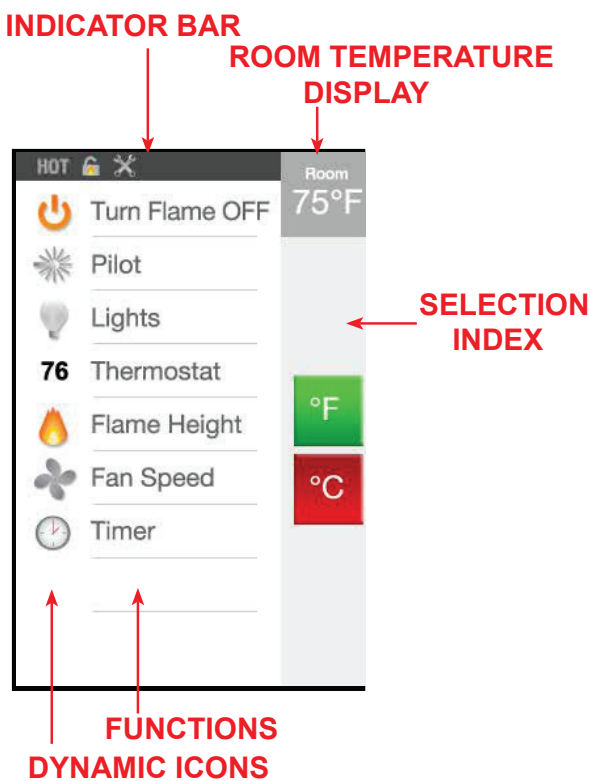 INDICATOR BAR
ROOM TEMPERATURE
DISPLAY
HOT
Room
75°F
Turn Flame OFF
Pilot
Lights
SELECTION
INDEX
76 Thermostat
°F
Flame Height
Fan Speed
°C
Timer
FUNCTIONS
DYNAMIC ICONS